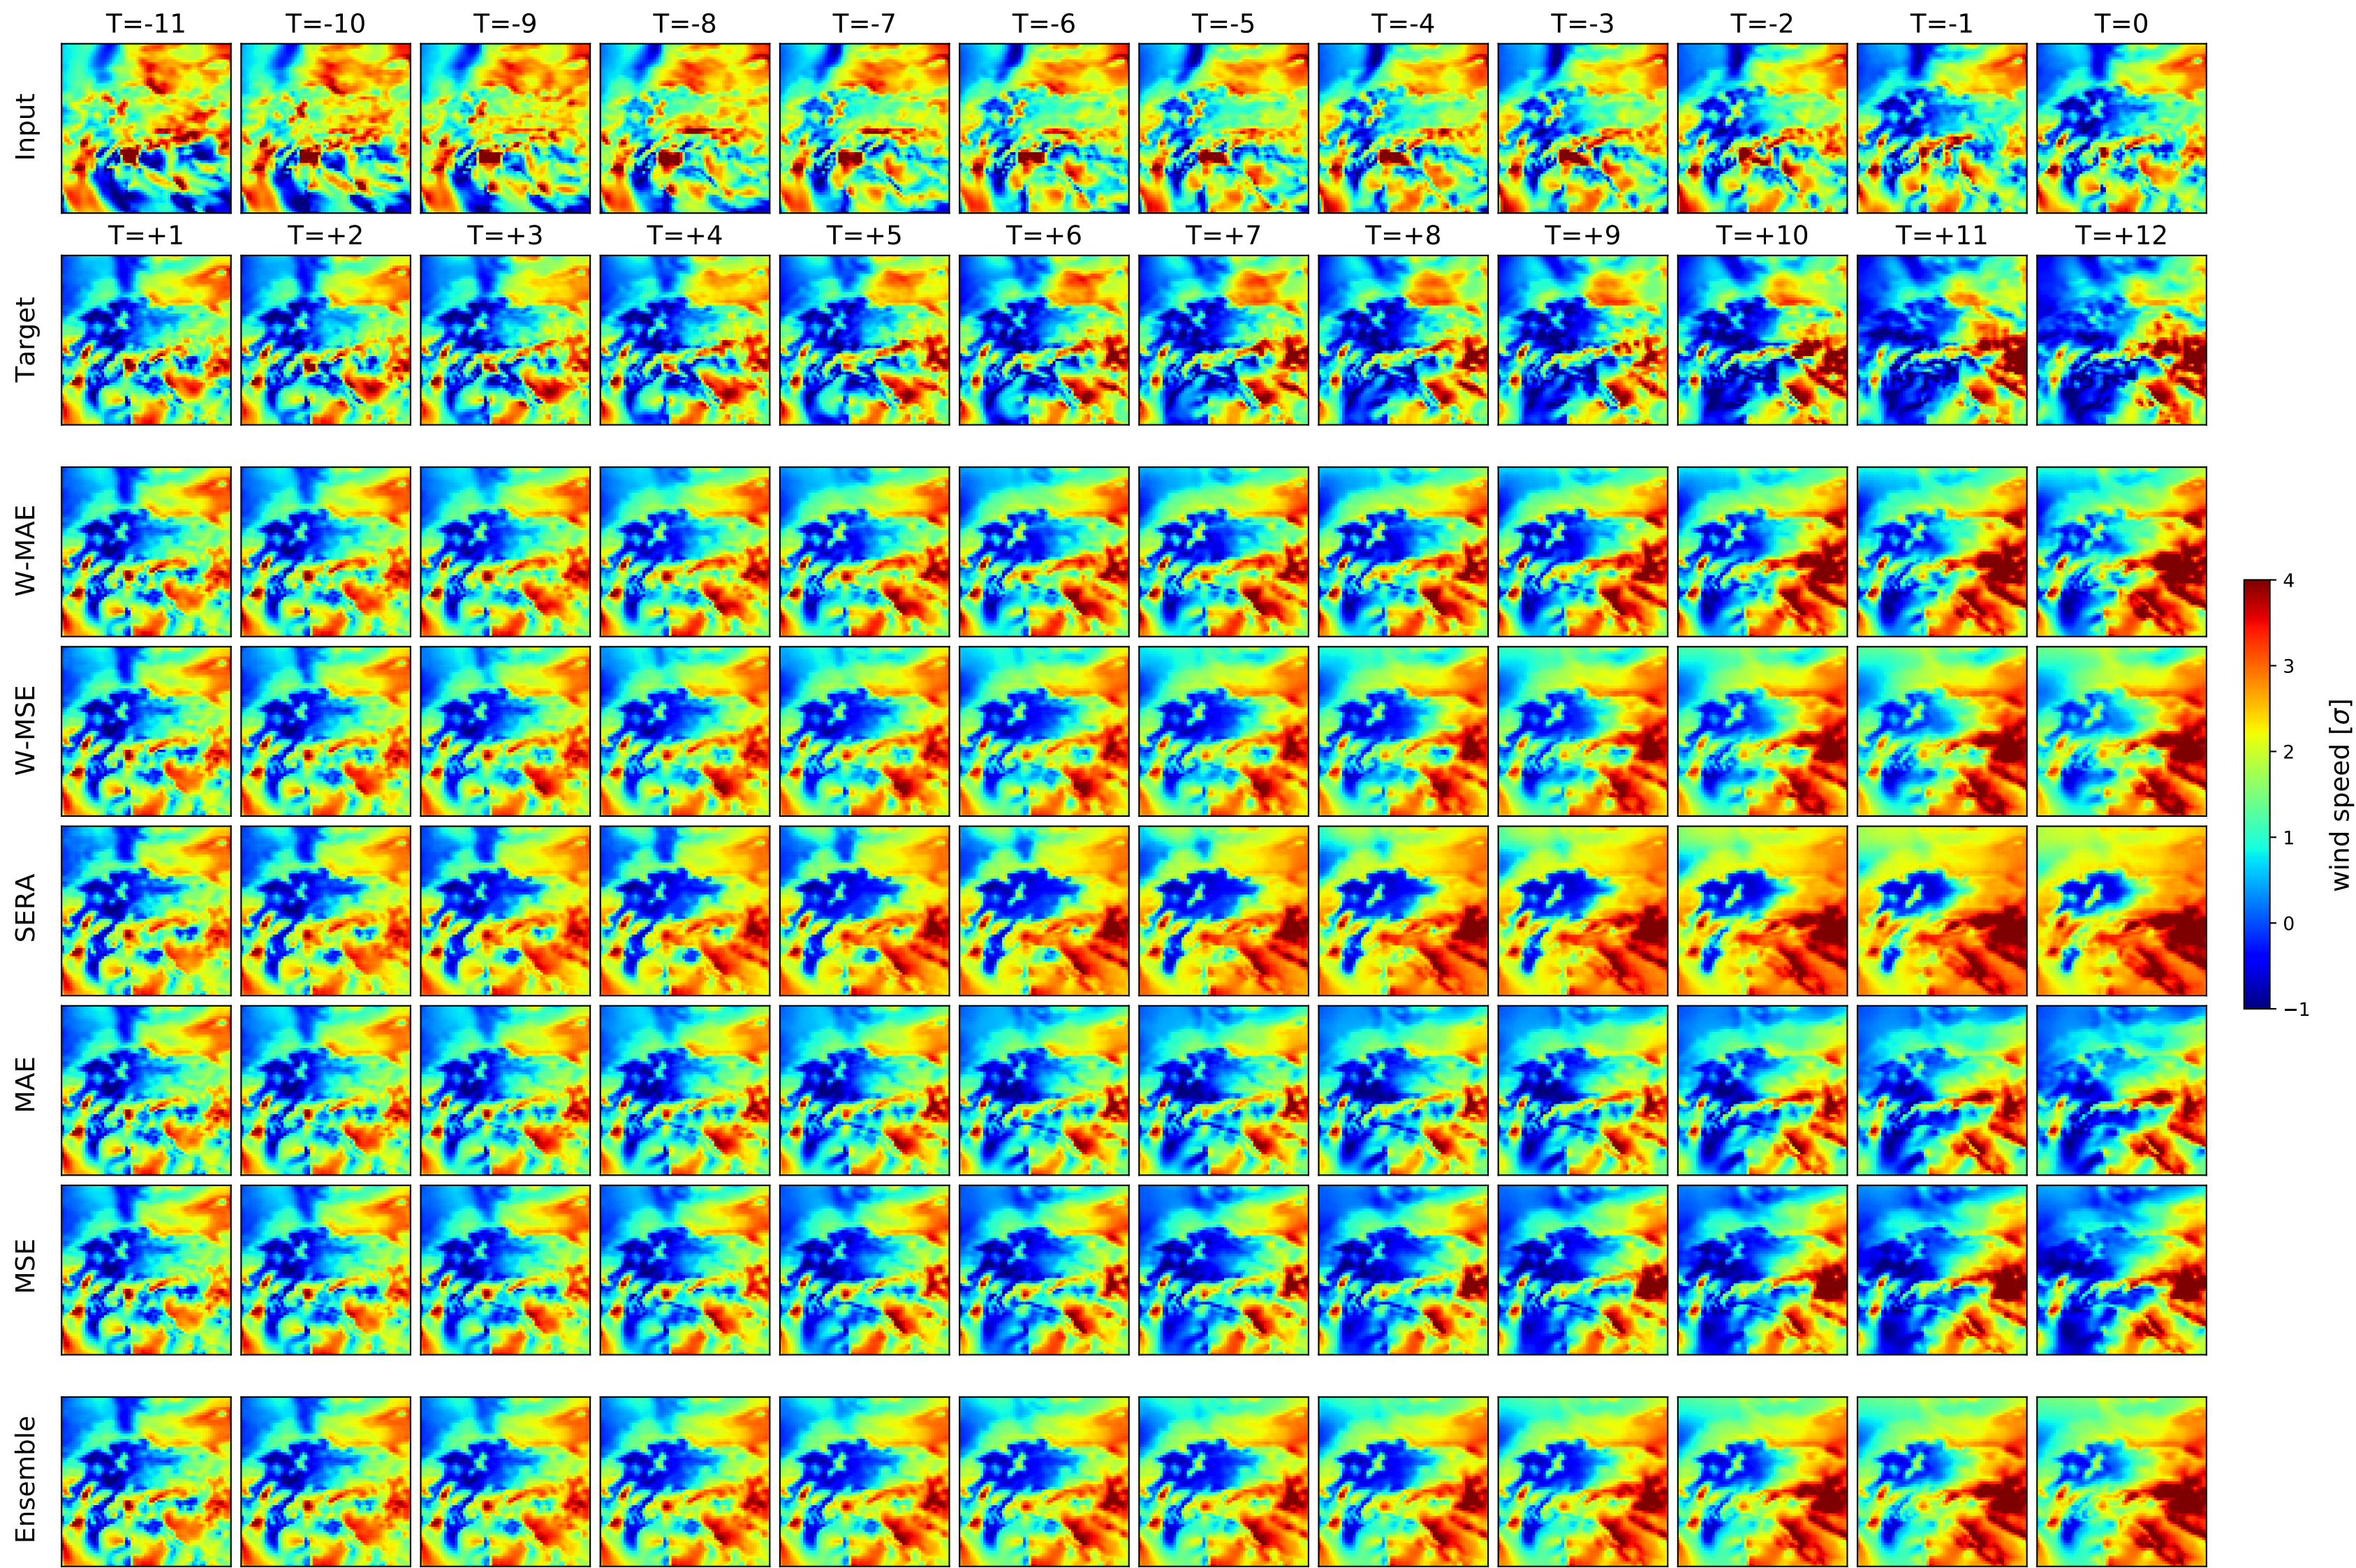 T=-11 T=-10 T=-9 T=-8 T=-7 T=-6 T=-5 T=-4 T=-3 T=-2 T=-1 T=0
Input
T=+1 T=+2 T=+3 T=+4 T=+5 T=+6 T=+7 T=+8 T=+9 T=+10 T=+11 T=+12
Target
W-MAE
W-MSE
SERA
MAE
MSE
Ensemble
4
3
2
1
0
−1
wind speed [σ]